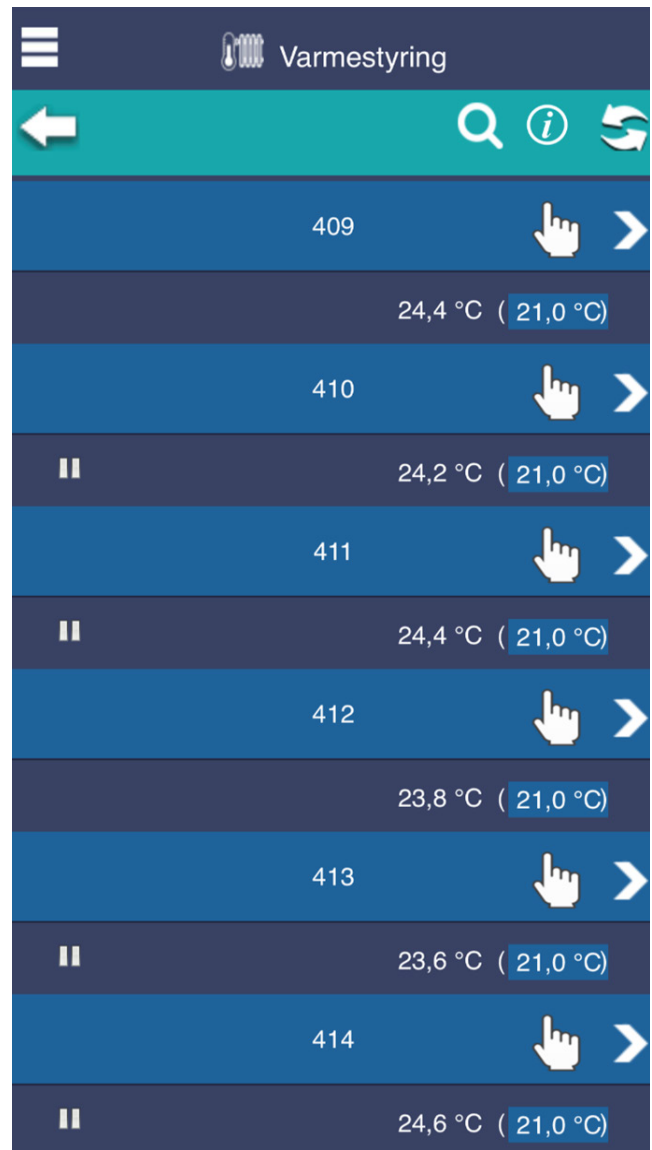 Varmestyring
409
24,4 °C ( 21,0 °C)
410
24,2 °C ( 21,0 °C)
411
24,4 °C ( 21,0 °C)
412
23,8 °C ( 21,0 °C)
413
23,6 °C ( 21,0 °C)
414
24,6 °C ( 21,0 °C)